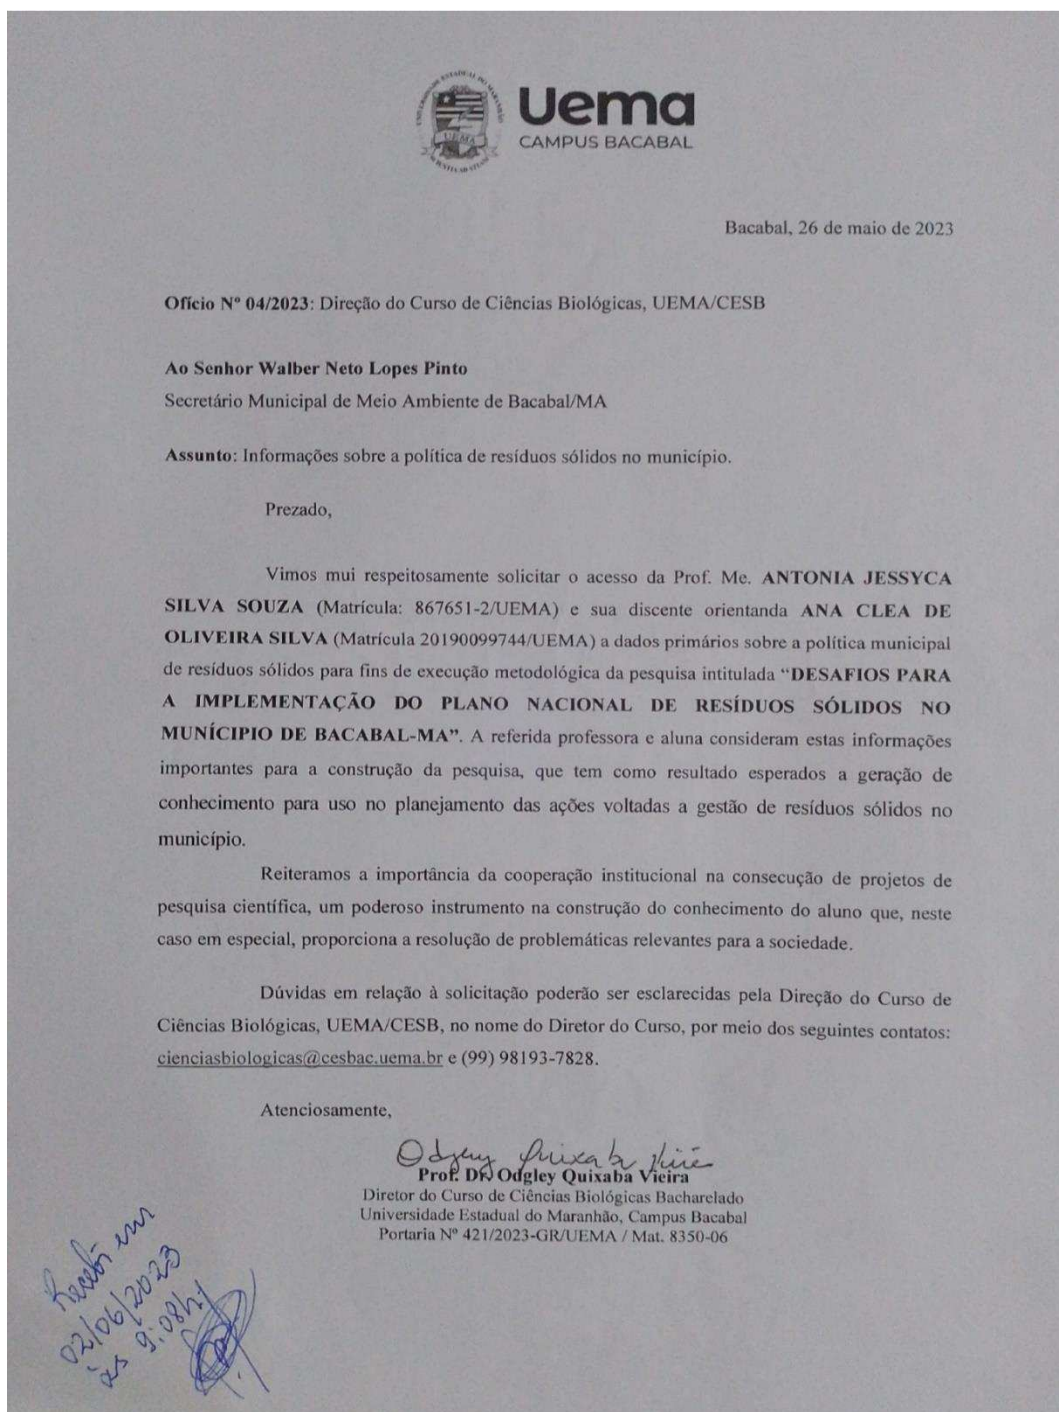 UNIVERSIDADE ESTADUAL DO MARANHÃO
UEMA
Uema
CAMPUS BACABAL
Bacabal, 26 de maio de 2023
Ofício Nº 04/2023: Direção do Curso de Ciências Biológicas, UEMA/CESB
Ao Senhor Walber Neto Lopes Pinto
Secretário Municipal de Meio Ambiente de Bacabal/MA
Assunto: Informações sobre a política de resíduos sólidos no município.
Prezado,
Vimos mui respeitosamente solicitar o acesso da Prof. Me. ANTONIA JESSYCA
SILVA SOUZA (Matrícula: 867651-2/UEMA) e sua discente orientanda ANA CLEA DE
OLIVEIRA SILVA (Matrícula 20190099744/UEMA) a dados primários sobre a política municipal
de resíduos sólidos para fins de execução metodológica da pesquisa intitulada “DESAFIOS PARA
A IMPLEMENTAÇÃO DO PLANO NACIONAL DE RESÍDUOS SÓLIDOS NO
MUNÍCIPIO DE BACABAL-MA”. A referida professora e aluna consideram estas informações
importantes para a construção da pesquisa, que tem como resultado esperados a geração de
conhecimento para uso no planejamento das ações voltadas a gestão de resíduos sólidos no
município.
Reiteramos a importância da cooperação institucional na consecução de projetos de
pesquisa científica, um poderoso instrumento na construção do conhecimento do aluno que, neste
caso em especial, proporciona a resolução de problemáticas relevantes para a sociedade.
Dúvidas em relação à solicitação poderão ser esclarecidas pela Direção do Curso de
Ciências Biológicas, UEMA/CESB, no nome do Diretor do Curso, por meio dos seguintes contatos:
cienciasbiologicas@cesbac.uema.br e (99) 98193-7828.
Atenciosamente,
Odgley Quixaba Vieira
Prof. Dr. Odgley Quixaba Vieira
Diretor do Curso de Ciências Biológicas Bacharelado
Universidade Estadual do Maranhão, Campus Bacabal
Portaria Nº 421/2023-GR/UEMA / Mat. 8350-06
Recebi em
02/06/2023
às 9:08h